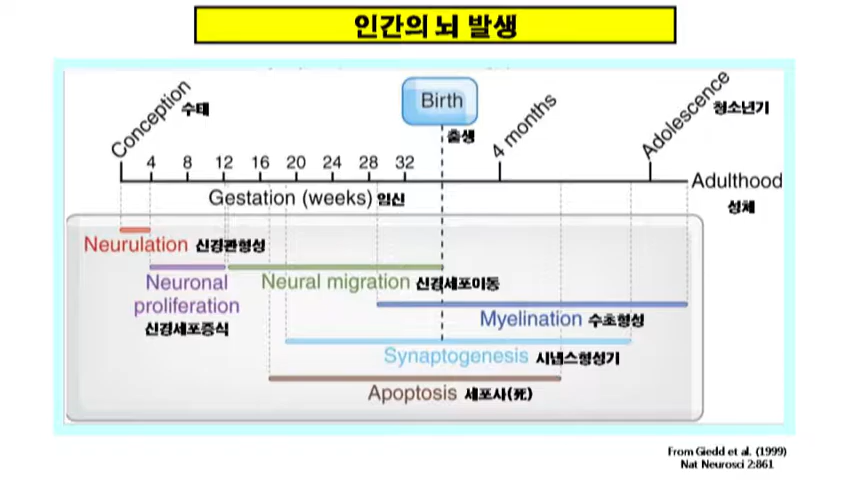 인간의 뇌 발생
Conception
수태
Birth
출생
4 months
Adolescence
청소년기
4 8 12 16 20 24 28 32
Adulthood
성체
Gestation (weeks) 임신
Neurulation 신경관형성
Neuronal
proliferation
신경세포증식
Neural migration 신경세포이동
Myelination 수초형성
Synaptogenesis 시냅스형성기
Apoptosis 세포사(死)
From Giedd et al. (1999)
Nat Neurosci 2:861